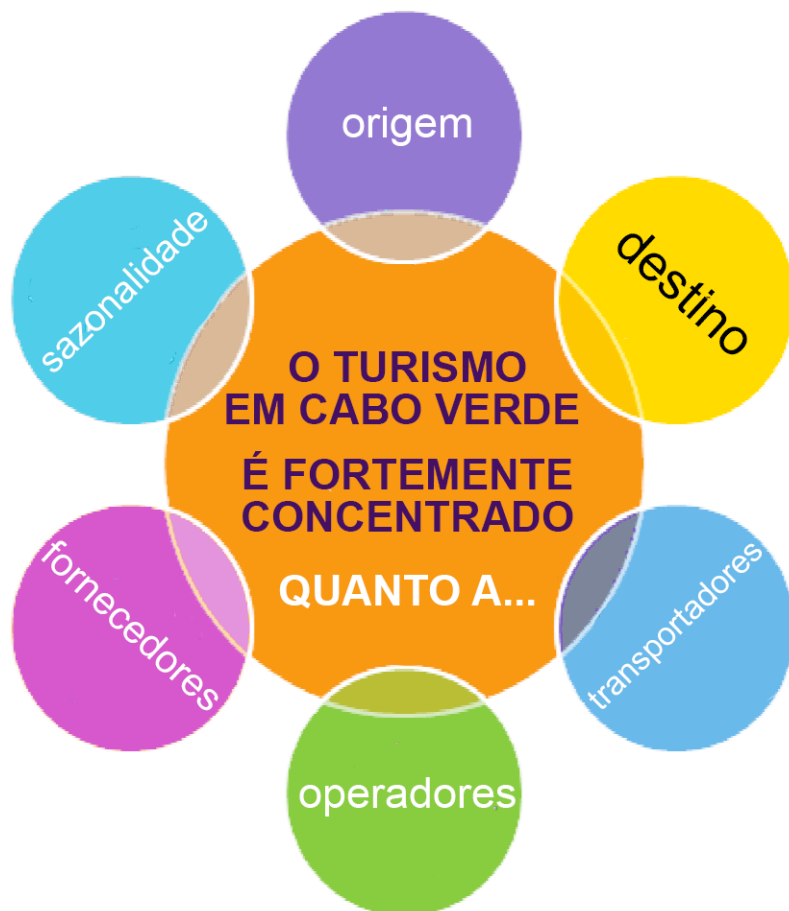 O TURISMO
EM CABO VERDE
É FORTEMENTE
CONCENTRADO
QUANTO A...
origem
destino
transportadores
operadores
fornecedores
sazonalidade